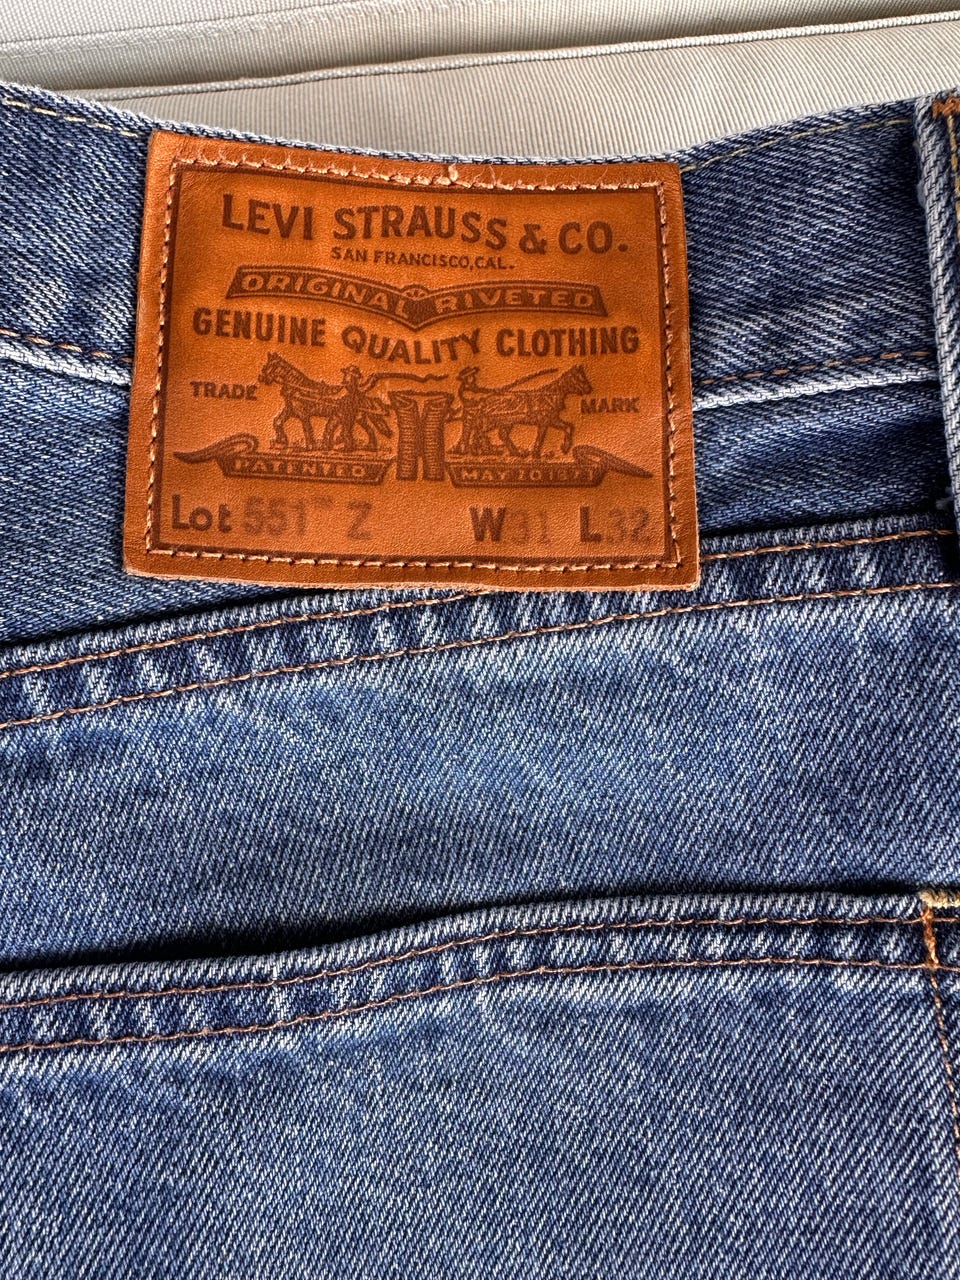 LEVI STRAUSS & CO.
SAN FRANCISCO, CAL.
ORIGINAL RIVETED
GENUINE QUALITY CLOTHING
TRADE MARK
PATENTED MAY 20 1873
Lot 551™ Z W31 L32